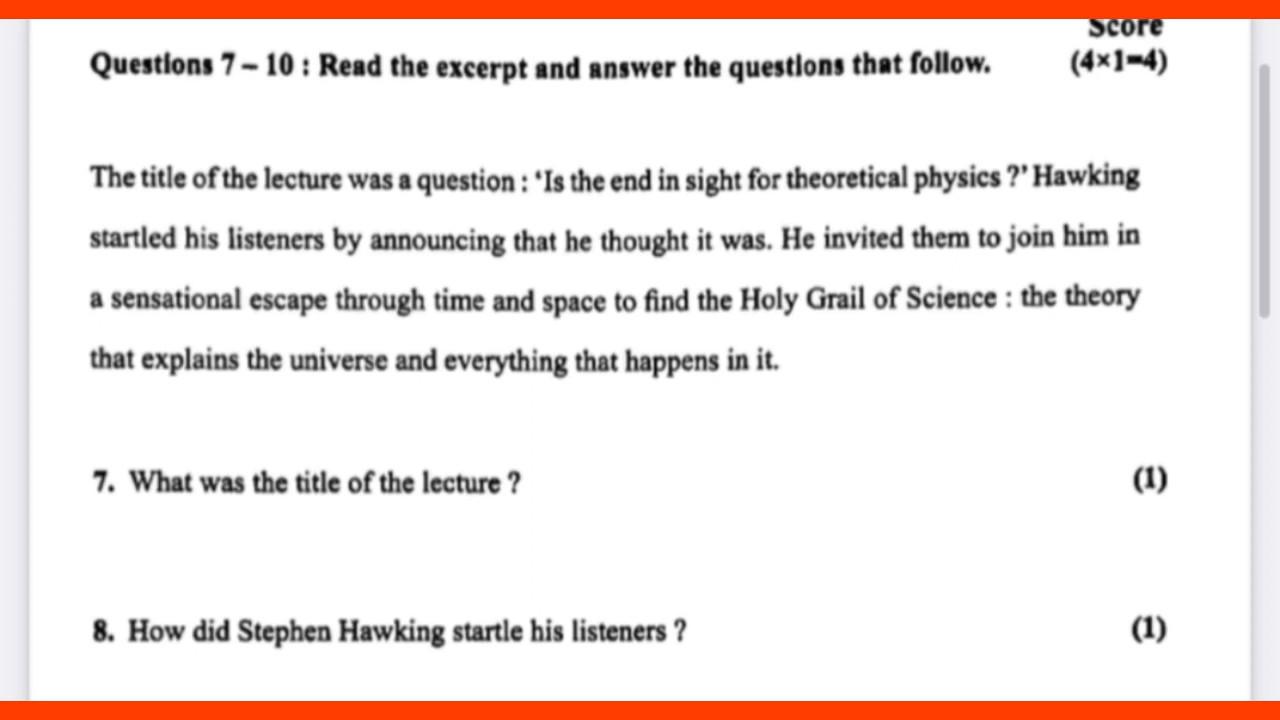 Score
Questions 7 – 10 : Read the excerpt and answer the questions that follow. (4×1=4)
The title of the lecture was a question : ‘Is the end in sight for theoretical physics ?’ Hawking
startled his listeners by announcing that he thought it was. He invited them to join him in
a sensational escape through time and space to find the Holy Grail of Science : the theory
that explains the universe and everything that happens in it.
7. What was the title of the lecture ? (1)
8. How did Stephen Hawking startle his listeners ? (1)